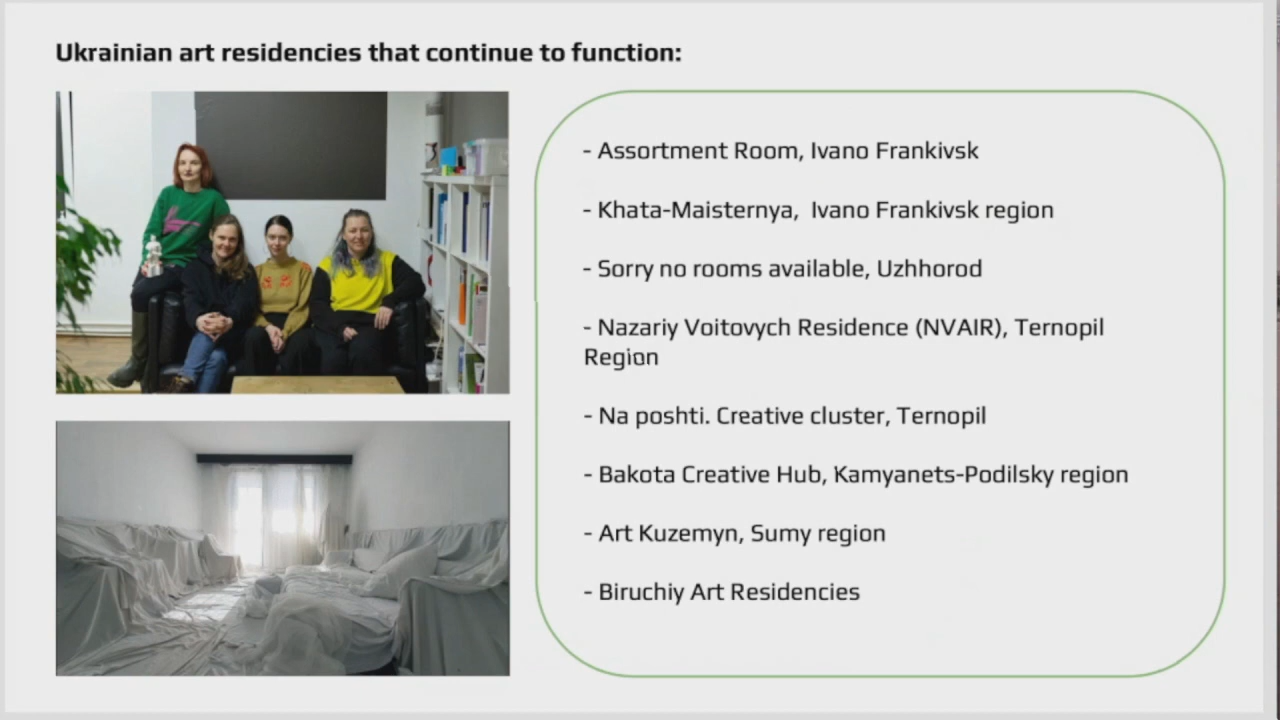 Ukrainian art residencies that continue to function:
- Assortment Room, Ivano Frankivsk
- Khata-Maisternya,  Ivano Frankivsk region
- Sorry no rooms available, Uzhhorod
- Nazariy Voitovych Residence (NVAIR), Ternopil
Region
- Na poshti. Creative cluster, Ternopil
- Bakota Creative Hub, Kamyanets-Podilsky region
- Art Kuzemyn, Sumy region
- Biruchiy Art Residencies